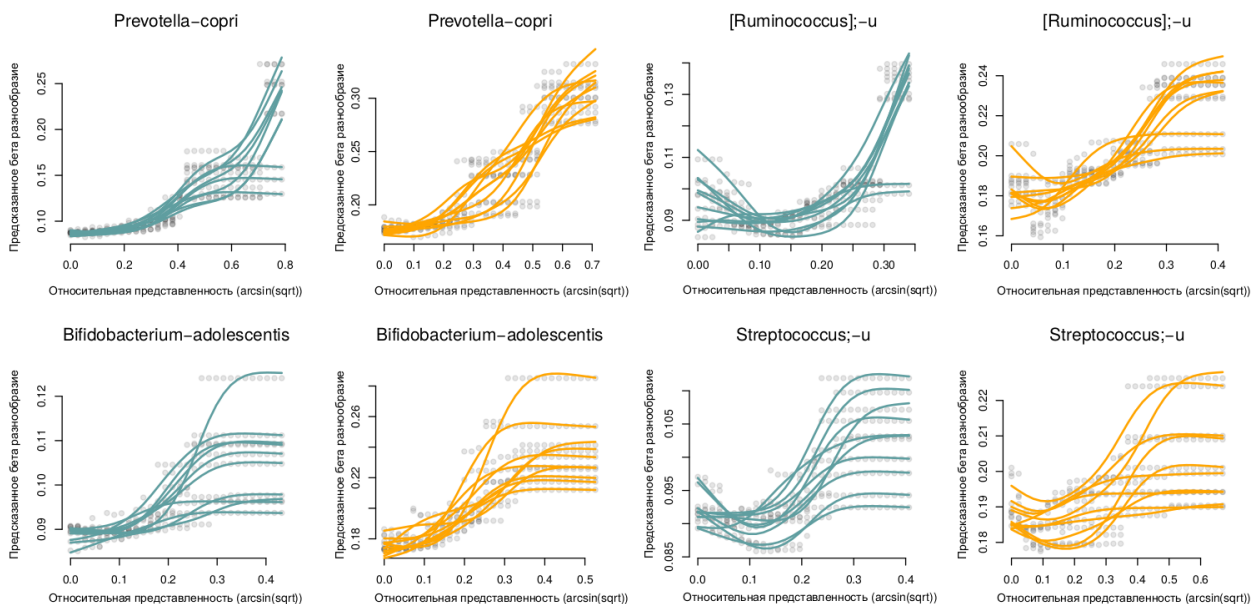 Prevotella−copri
Предсказанное бета разнообразие
0.25
0.20
0.15
0.10
0.0 0.2 0.4 0.6 0.8
Относительная представленность (arcsin(sqrt))
Prevotella−copri
Предсказанное бета разнообразие
0.30
0.25
0.20
0.0 0.1 0.2 0.3 0.4 0.5 0.6 0.7
Относительная представленность (arcsin(sqrt))
[Ruminococcus];−u
Предсказанное бета разнообразие
0.13
0.11
0.09
0.00 0.10 0.20 0.30
Относительная представленность (arcsin(sqrt))
[Ruminococcus];−u
Предсказанное бета разнообразие
0.24
0.22
0.20
0.18
0.16
0.0 0.1 0.2 0.3 0.4
Относительная представленность (arcsin(sqrt))
Bifidobacterium−adolescentis
Предсказанное бета разнообразие
0.12
0.11
0.10
0.09
0.0 0.1 0.2 0.3 0.4
Относительная представленность (arcsin(sqrt))
Bifidobacterium−adolescentis
Предсказанное бета разнообразие
0.26
0.22
0.18
0.0 0.1 0.2 0.3 0.4 0.5
Относительная представленность (arcsin(sqrt))
Streptococcus;−u
Предсказанное бета разнообразие
0.105
0.095
0.085
0.0 0.1 0.2 0.3 0.4
Относительная представленность (arcsin(sqrt))
Streptococcus;−u
Предсказанное бета разнообразие
0.22
0.21
0.20
0.19
0.18
0.0 0.1 0.2 0.3 0.4 0.5 0.6
Относительная представленность (arcsin(sqrt))